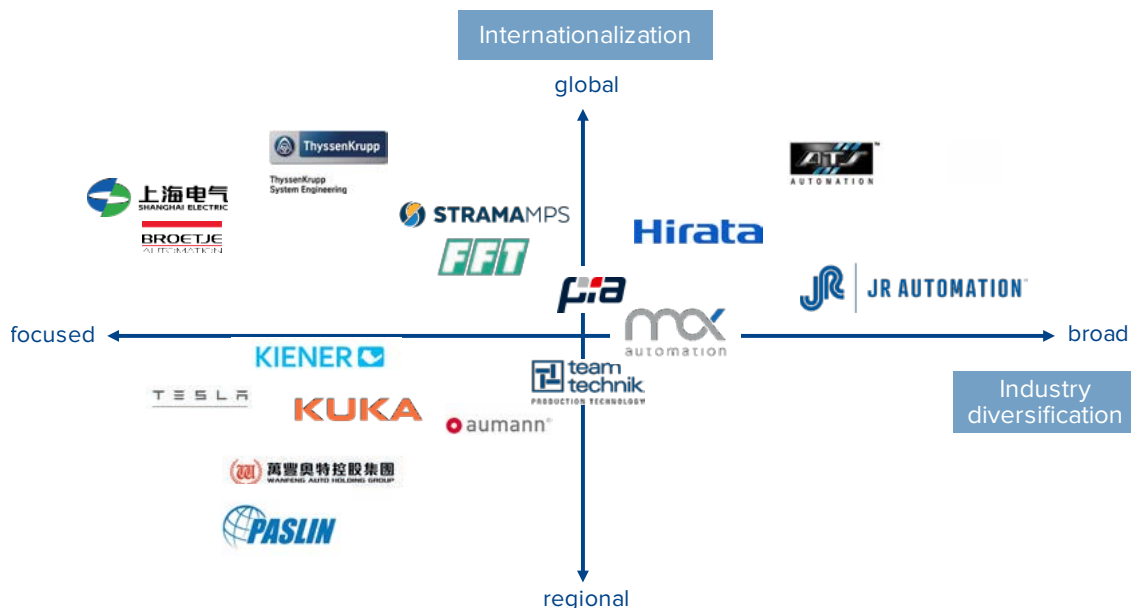 Internationalization
global
ThyssenKrupp
ThyssenKrupp
System Engineering
ATS
AUTOMATION
上海电气
SHANGHAI ELECTRIC
BROETJE
AUTOMATION
STRAMAMPS
FFT
Hirata
pia
JR JR AUTOMATION
focused
broad
max
automation
KIENER
team
technik
PRODUCTION TECHNOLOGY
TESLA
KUKA
aumann
Industry
diversification
萬豐奧特控股集團
WANFENG AUTO HOLDING GROUP
PASLIN
regional